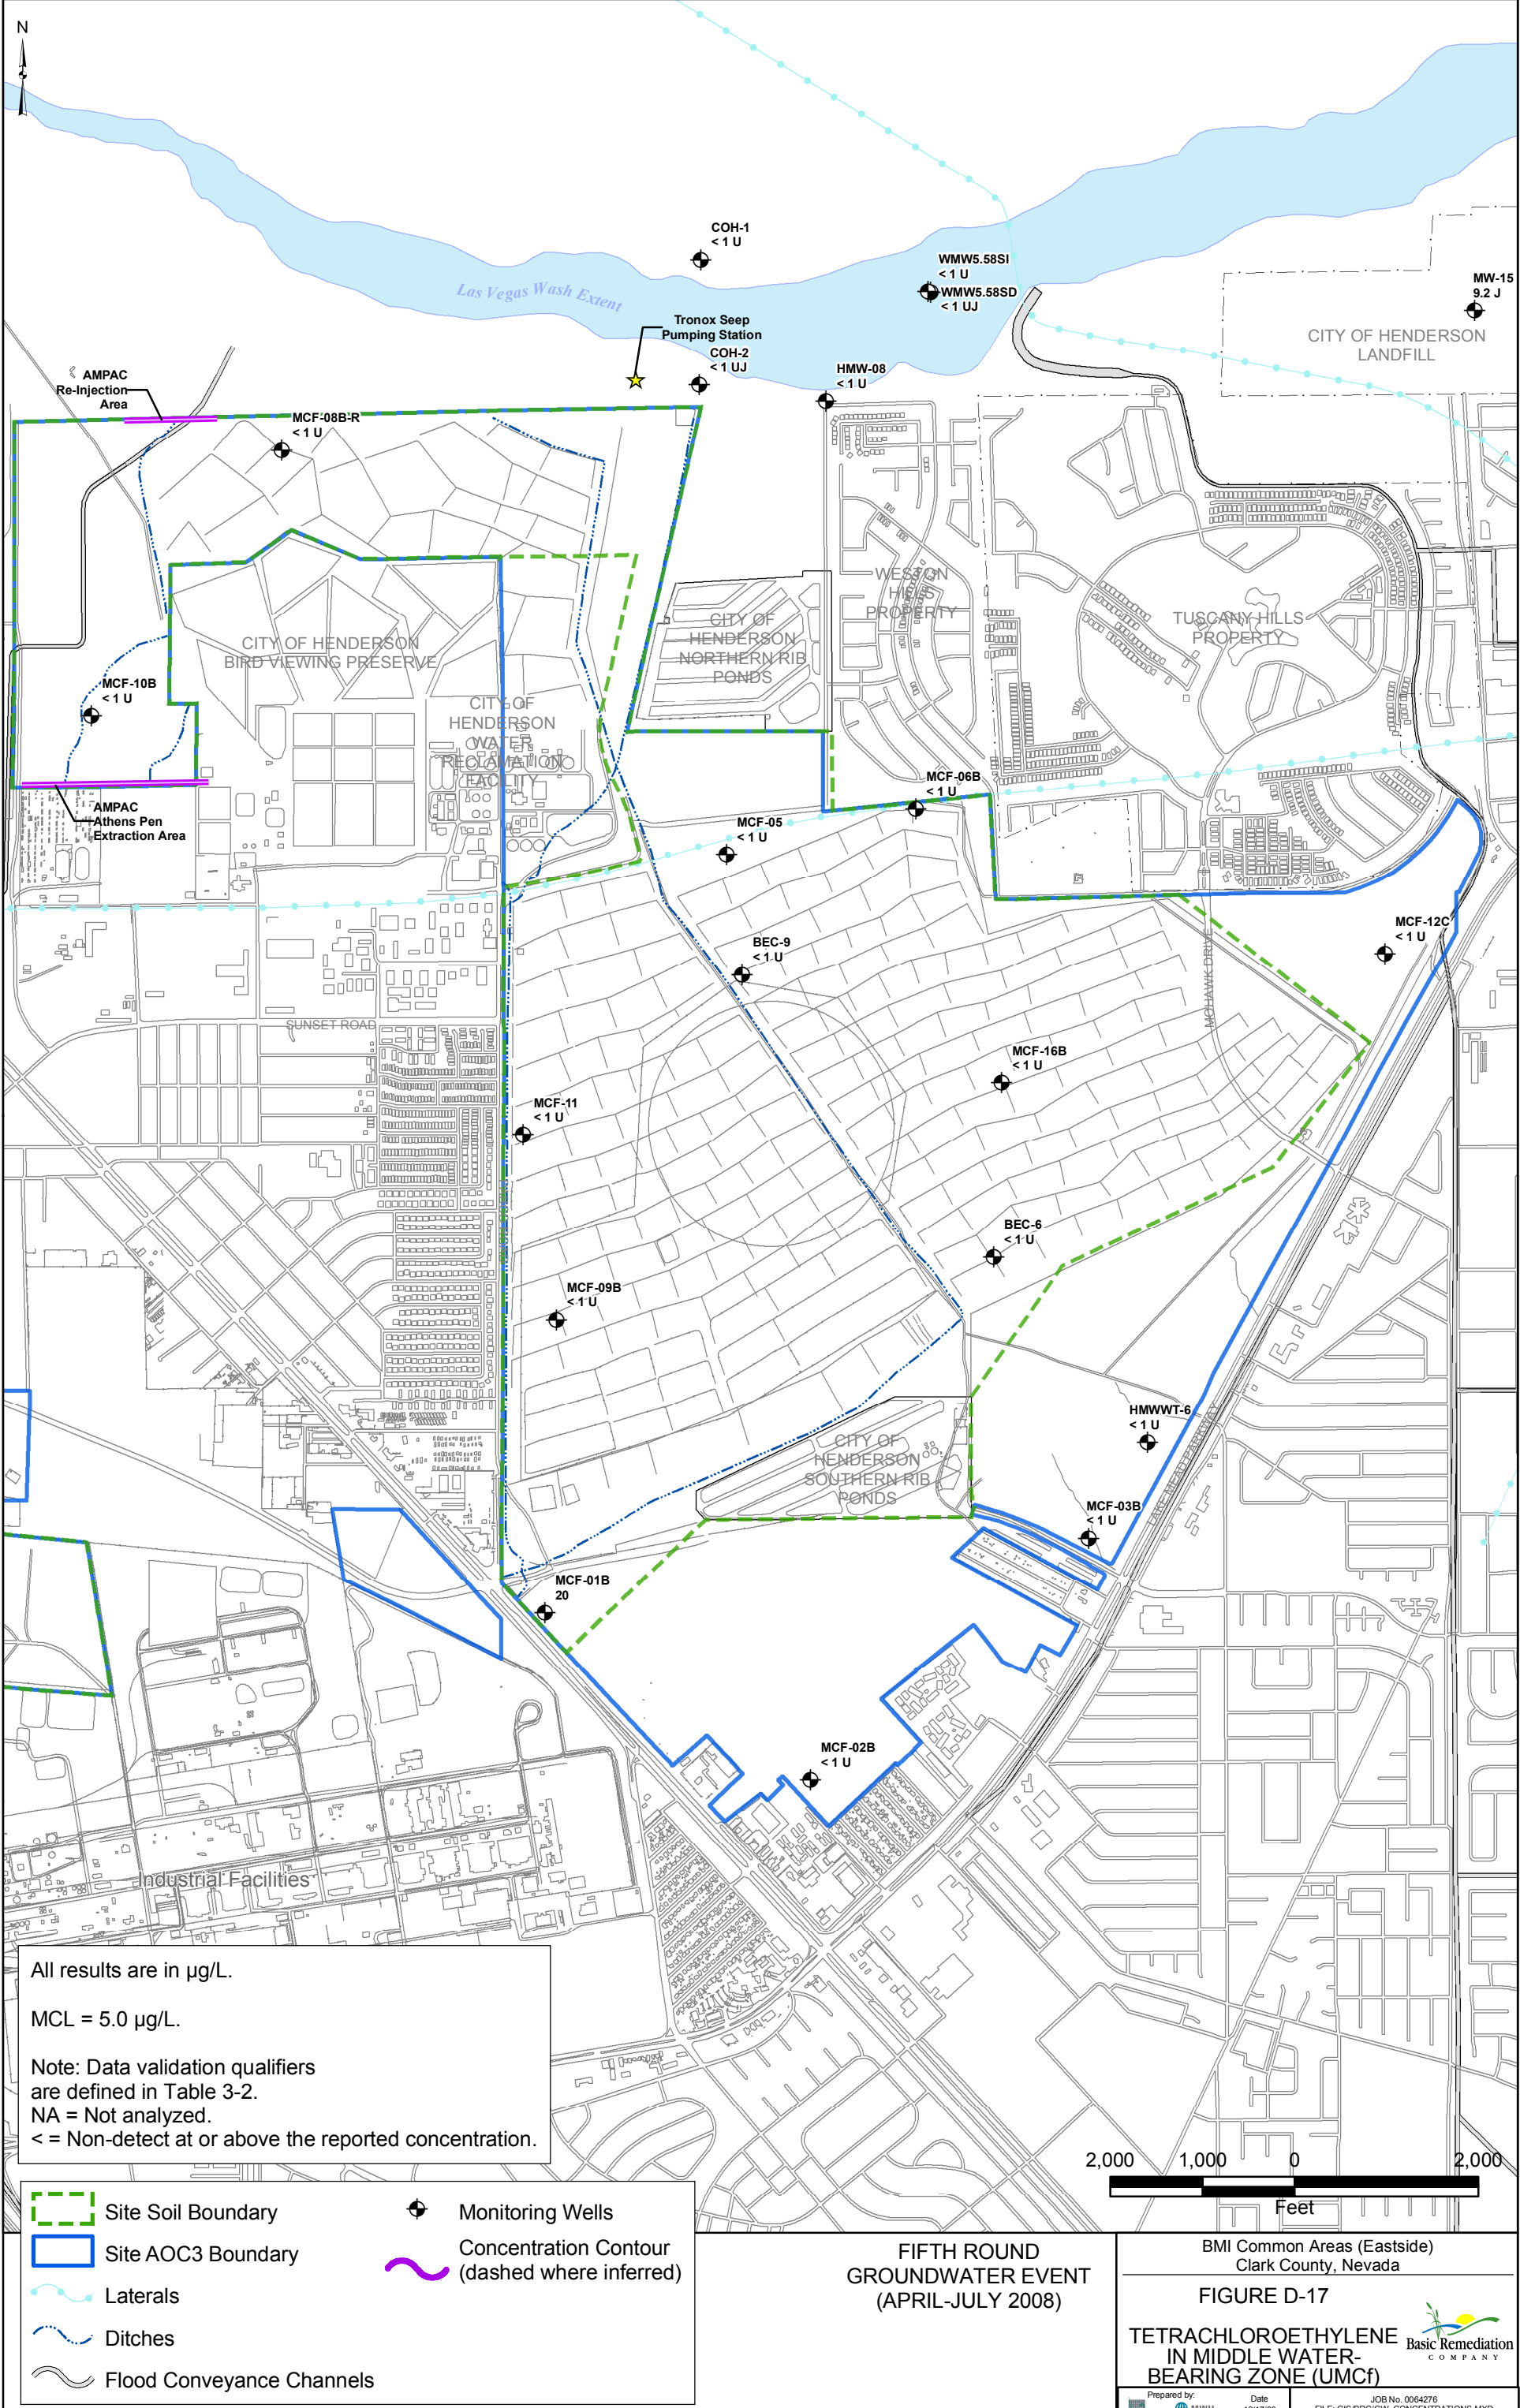 N
COH-1
< 1 U
WMW5.58SI
< 1 U
WMW5.58SD
< 1 UJ
MW-15
9.2 J
Las Vegas Wash Extent
CITY OF HENDERSON
LANDFILL
Tronox Seep
Pumping Station
COH-2
< 1 UJ
HMW-08
< 1 U
AMPAC
Re-Injection
Area
MCF-08B-R
< 1 U
WESTON
HILLS
PROPERTY
CITY OF
HENDERSON
NORTHERN RIB
PONDS
TUSCANY HILLS
PROPERTY
CITY OF HENDERSON
BIRD VIEWING PRESERVE
MCF-10B
< 1 U
CITY OF
HENDERSON
WATER
RECLAMATION
FACILITY
AMPAC
Athens Pen
Extraction Area
MCF-06B
< 1 U
MCF-05
< 1 U
MCF-12C
< 1 U
BEC-9
< 1 U
MOHAWK DRIVE
SUNSET ROAD
MCF-16B
< 1 U
MCF-11
< 1 U
BEC-6
< 1 U
MCF-09B
< 1 U
HMWWT-6
< 1 U
LAKE MEAD PARKWAY
CITY OF
HENDERSON
SOUTHERN RIB
PONDS
MCF-03B
< 1 U
MCF-01B
20
MCF-02B
< 1 U
Industrial Facilities
All results are in µg/L.
MCL = 5.0 µg/L.
Note: Data validation qualifiers
are defined in Table 3-2.
NA = Not analyzed.
< = Non-detect at or above the reported concentration.
2,000 1,000 0 2,000
Feet
Site Soil Boundary
Site AOC3 Boundary
Laterals
Ditches
Flood Conveyance Channels
Monitoring Wells
Concentration Contour
(dashed where inferred)
FIFTH ROUND
GROUNDWATER EVENT
(APRIL-JULY 2008)
BMI Common Areas (Eastside)
Clark County, Nevada
FIGURE D-17
TETRACHLOROETHYLENE
IN MIDDLE WATER-
BEARING ZONE (UMCf)
Basic Remediation
COMPANY
Prepared by:
Date
JOB No. 0064276